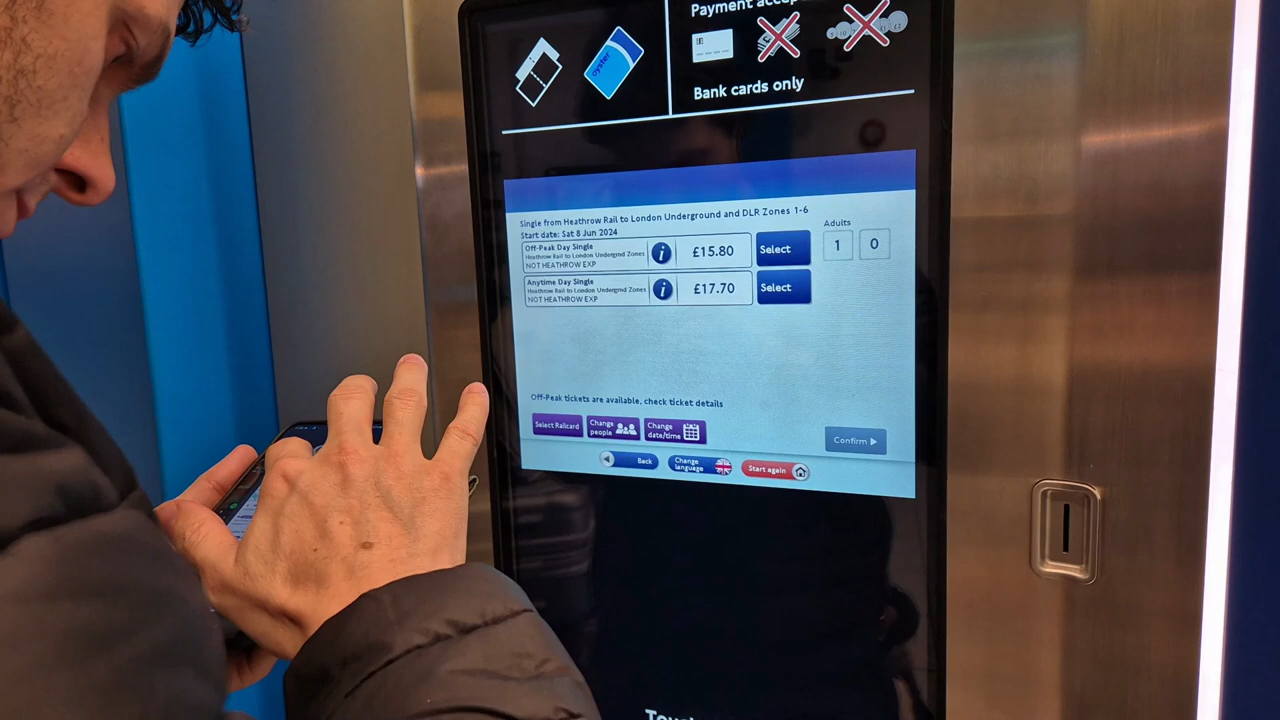 Payment accep
oyster
Bank cards only
Single from Heathrow Rail to London Underground and DLR Zones 1-6
Start date: Sat 8 Jun 2024
Adults
Off-Peak Day Single
Heathrow Rail to London Undergrnd Zones
NOT HEATHROW EXP
i
£15.80
Select
1
0
Anytime Day Single
Heathrow Rail to London Undergrnd Zones
NOT HEATHROW EXP
i
£17.70
Select
Off-Peak tickets are available, check ticket details
Select Railcard
Change
people
Change
date/time
Confirm
Back
Change
language
Start again